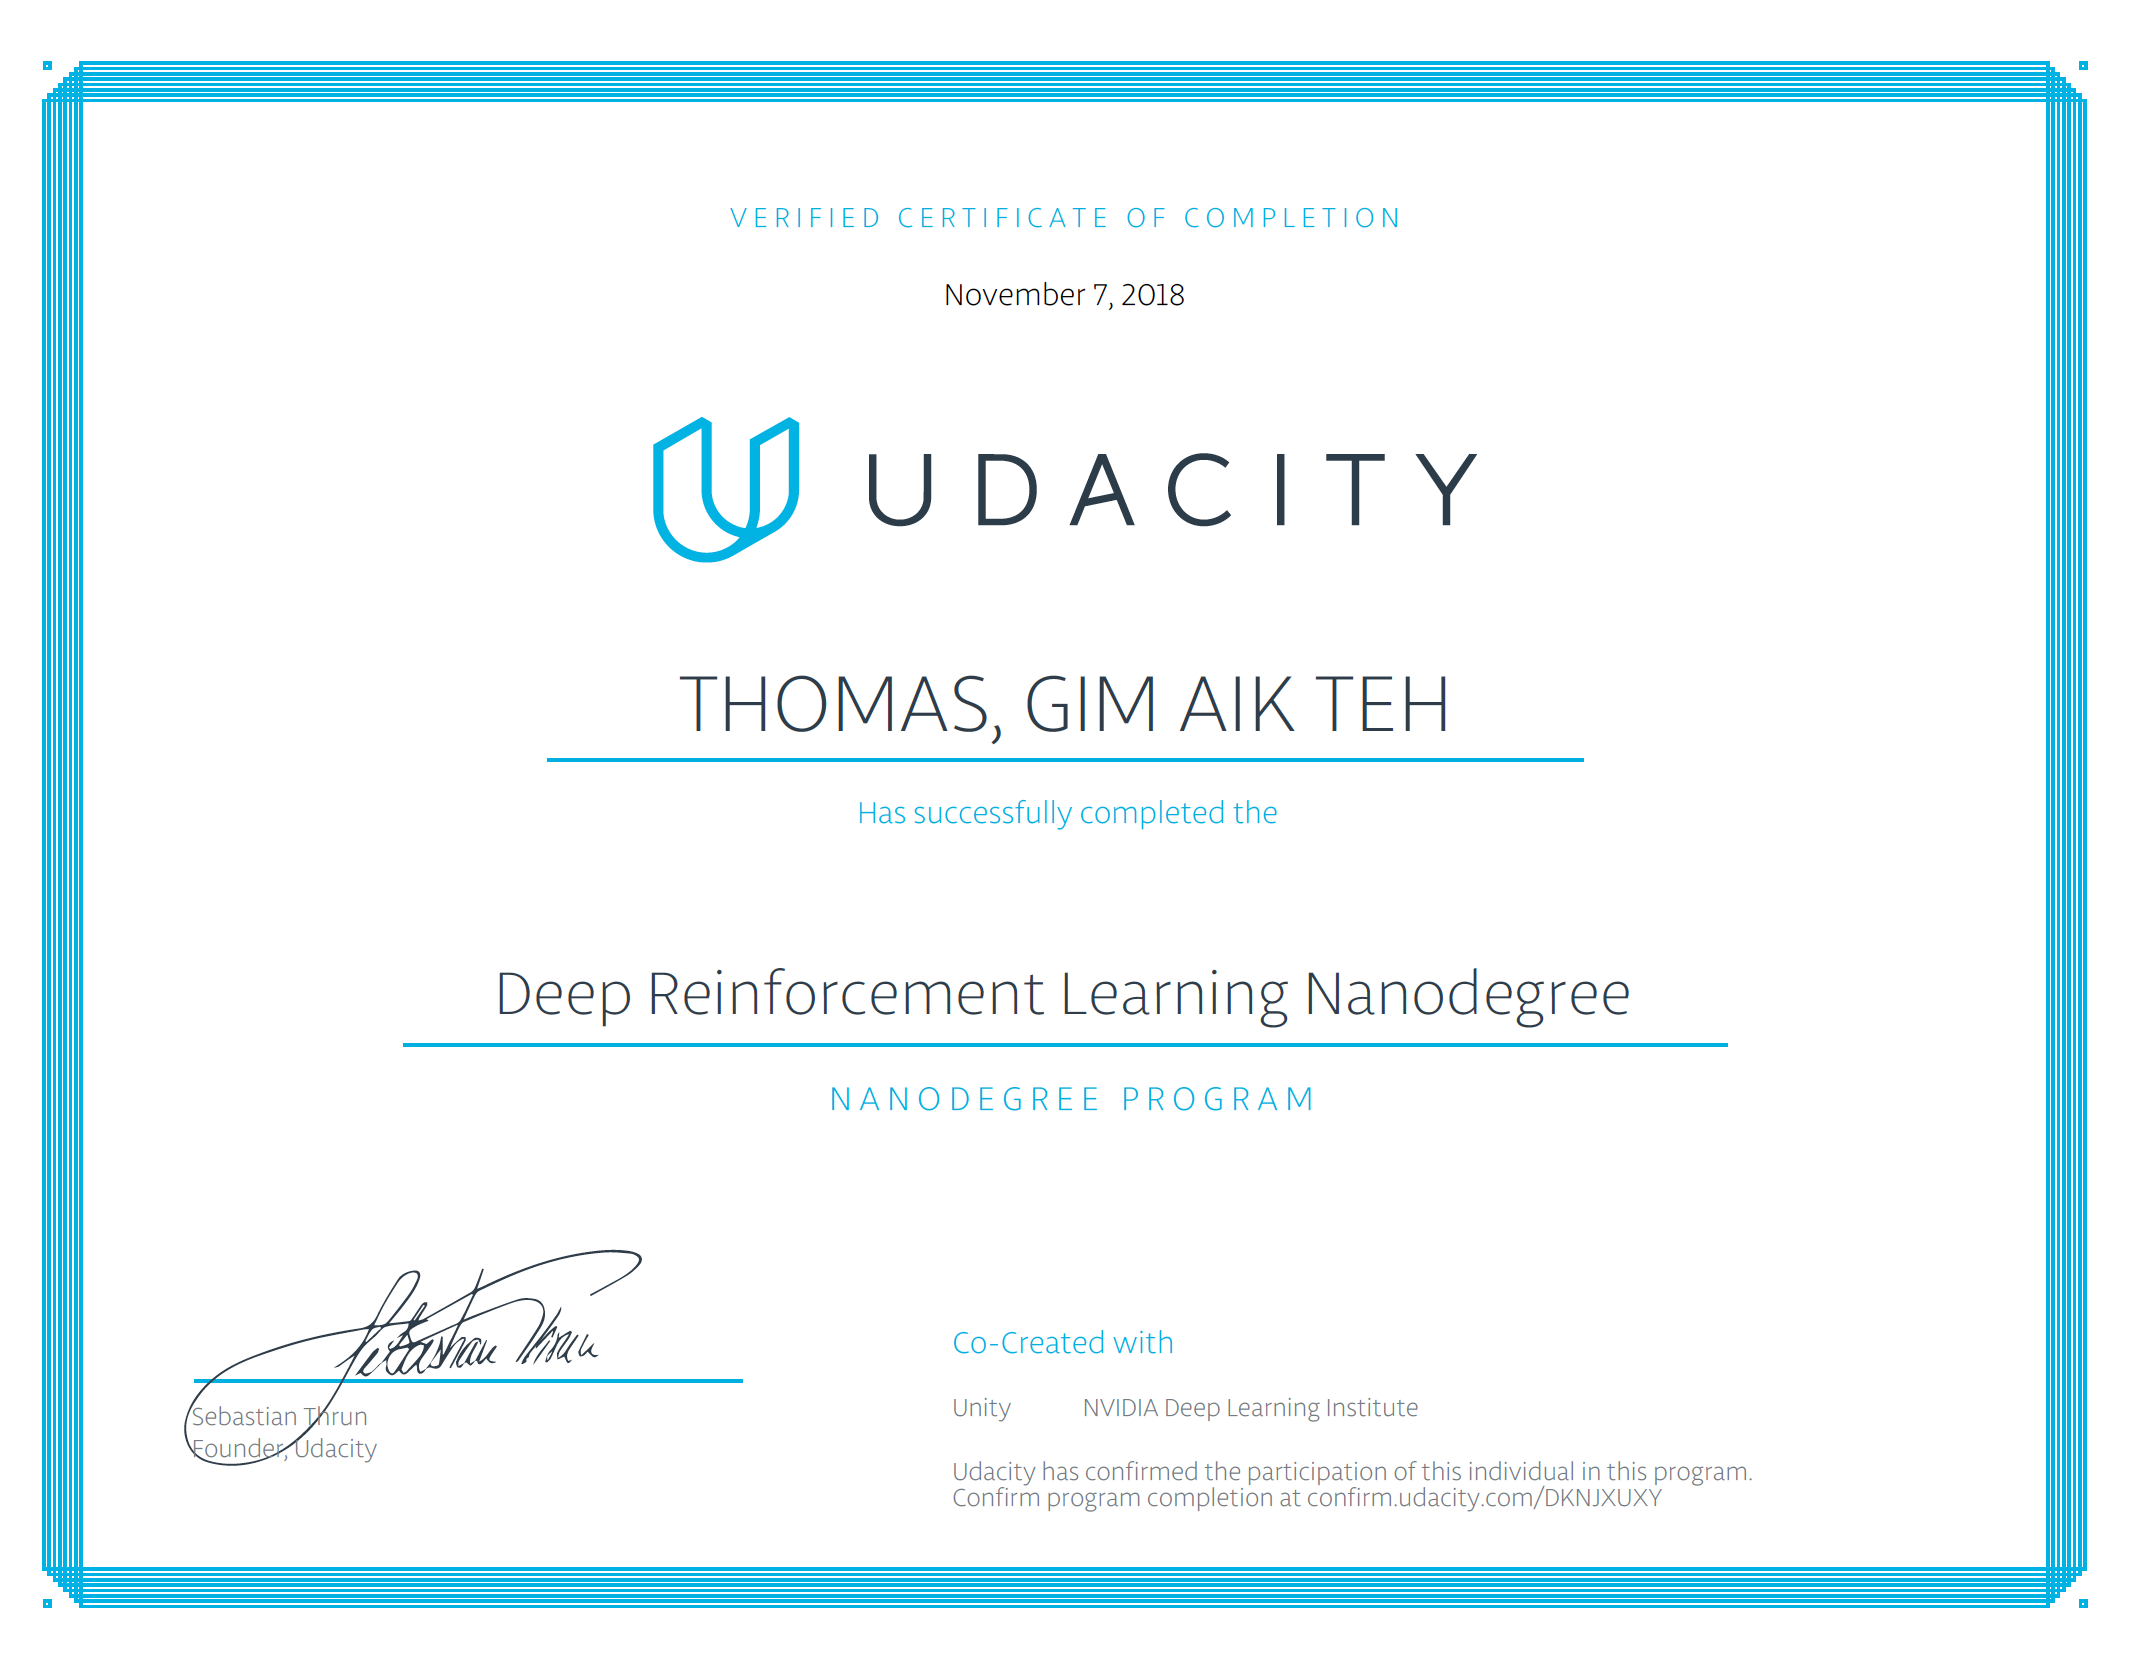 VERIFIED CERTIFICATE OF COMPLETION
November 7, 2018
UDACITY
THOMAS, GIM AIK TEH
Has successfully completed the
Deep Reinforcement Learning Nanodegree
NANODEGREE PROGRAM
Sebastian Thrun
Sebastian Thrun
Founder, Udacity
Co-Created with
Unity NVIDIA Deep Learning Institute
Udacity has confirmed the participation of this individual in this program.
Confirm program completion at confirm.udacity.com/DKNJXUXY